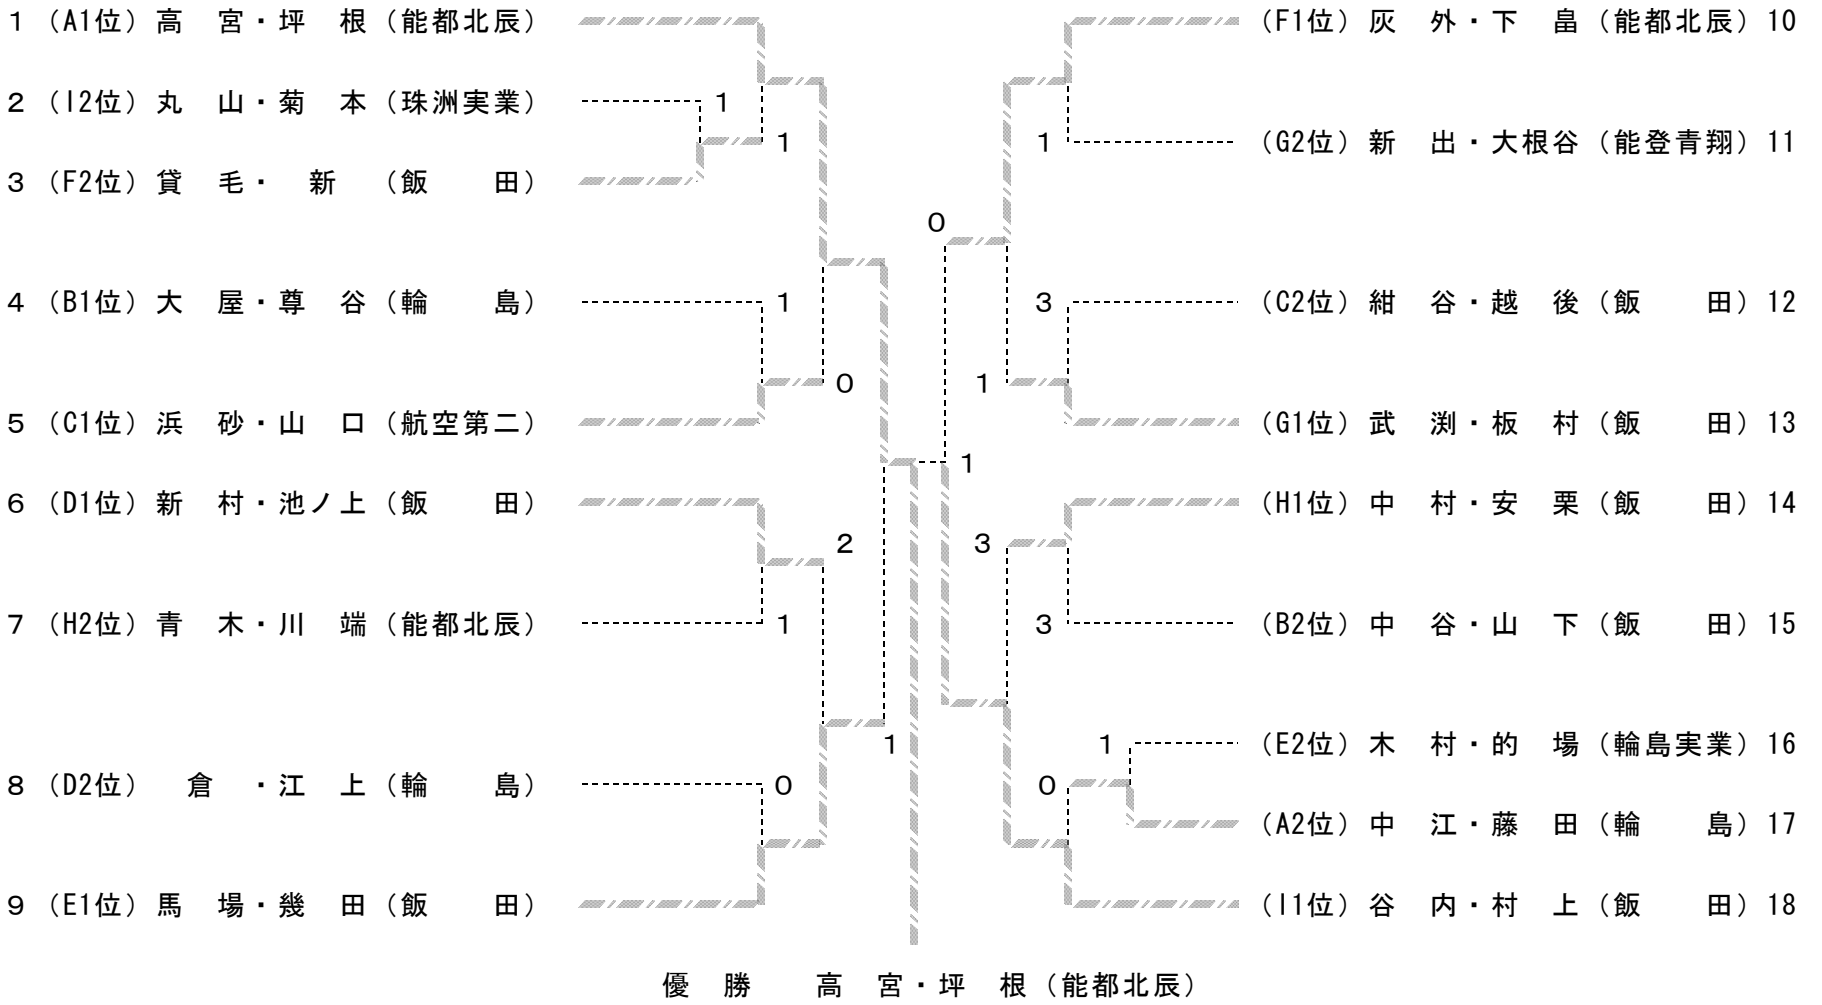 1 （A1位）高　宮・坪　根（能都北辰）
2 （I2位）丸　山・菊　本（珠洲実業）
3 （F2位）貸　毛・　新　（飯　　田）
4 （B1位）大　屋・尊　谷（輪　　島）
5 （C1位）浜　砂・山　口（航空第二）
6 （D1位）新　村・池ノ上（飯　　田）
7 （H2位）青　木・川　端（能都北辰）
8 （D2位）　倉　・江　上（輪　　島）
9 （E1位）馬　場・幾　田（飯　　田）
1
1
1
0
2
1
0
1
0
1
3
1
1
3
3
1
0
（F1位）灰　外・下　畠（能都北辰）10
（G2位）新　出・大根谷（能登青翔）11
（C2位）紺　谷・越　後（飯　　田）12
（G1位）武　渕・板　村（飯　　田）13
（H1位）中　村・安　栗（飯　　田）14
（B2位）中　谷・山　下（飯　　田）15
（E2位）木　村・的　場（輪島実業）16
（A2位）中　江・藤　田（輪　　島）17
（I1位）谷　内・村　上（飯　　田）18
優　勝　　高　宮・坪　根（能都北辰）